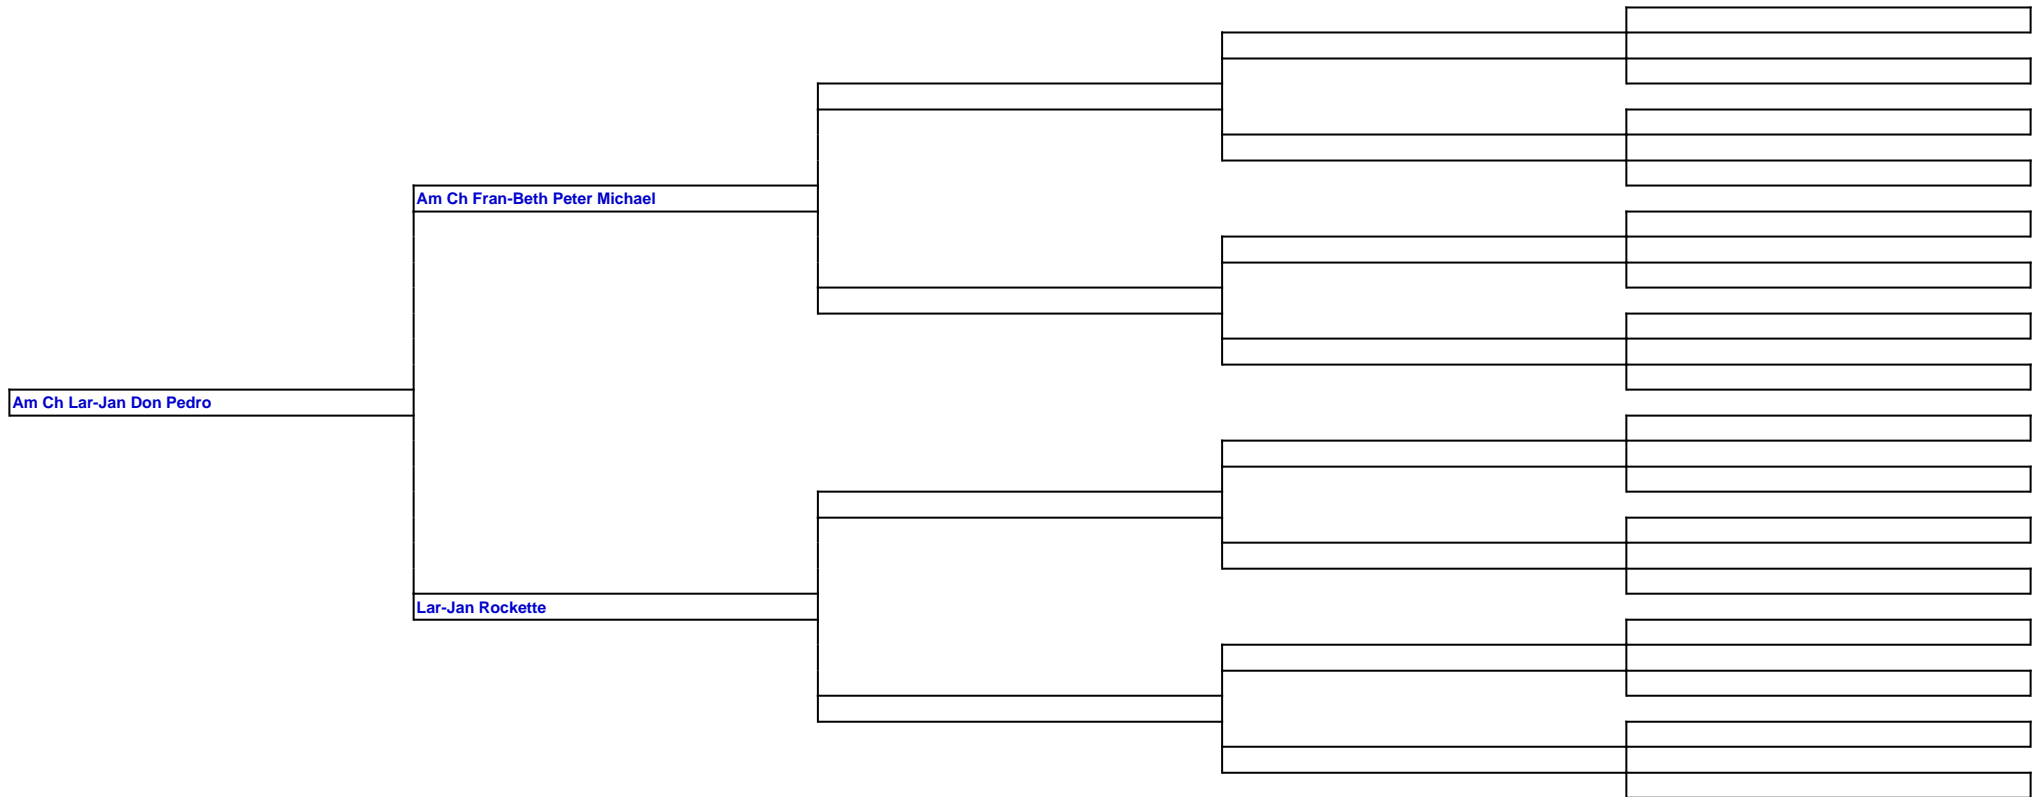 Am Ch Fran-Beth Peter Michael
Am Ch Lar-Jan Don Pedro
Lar-Jan Rockette